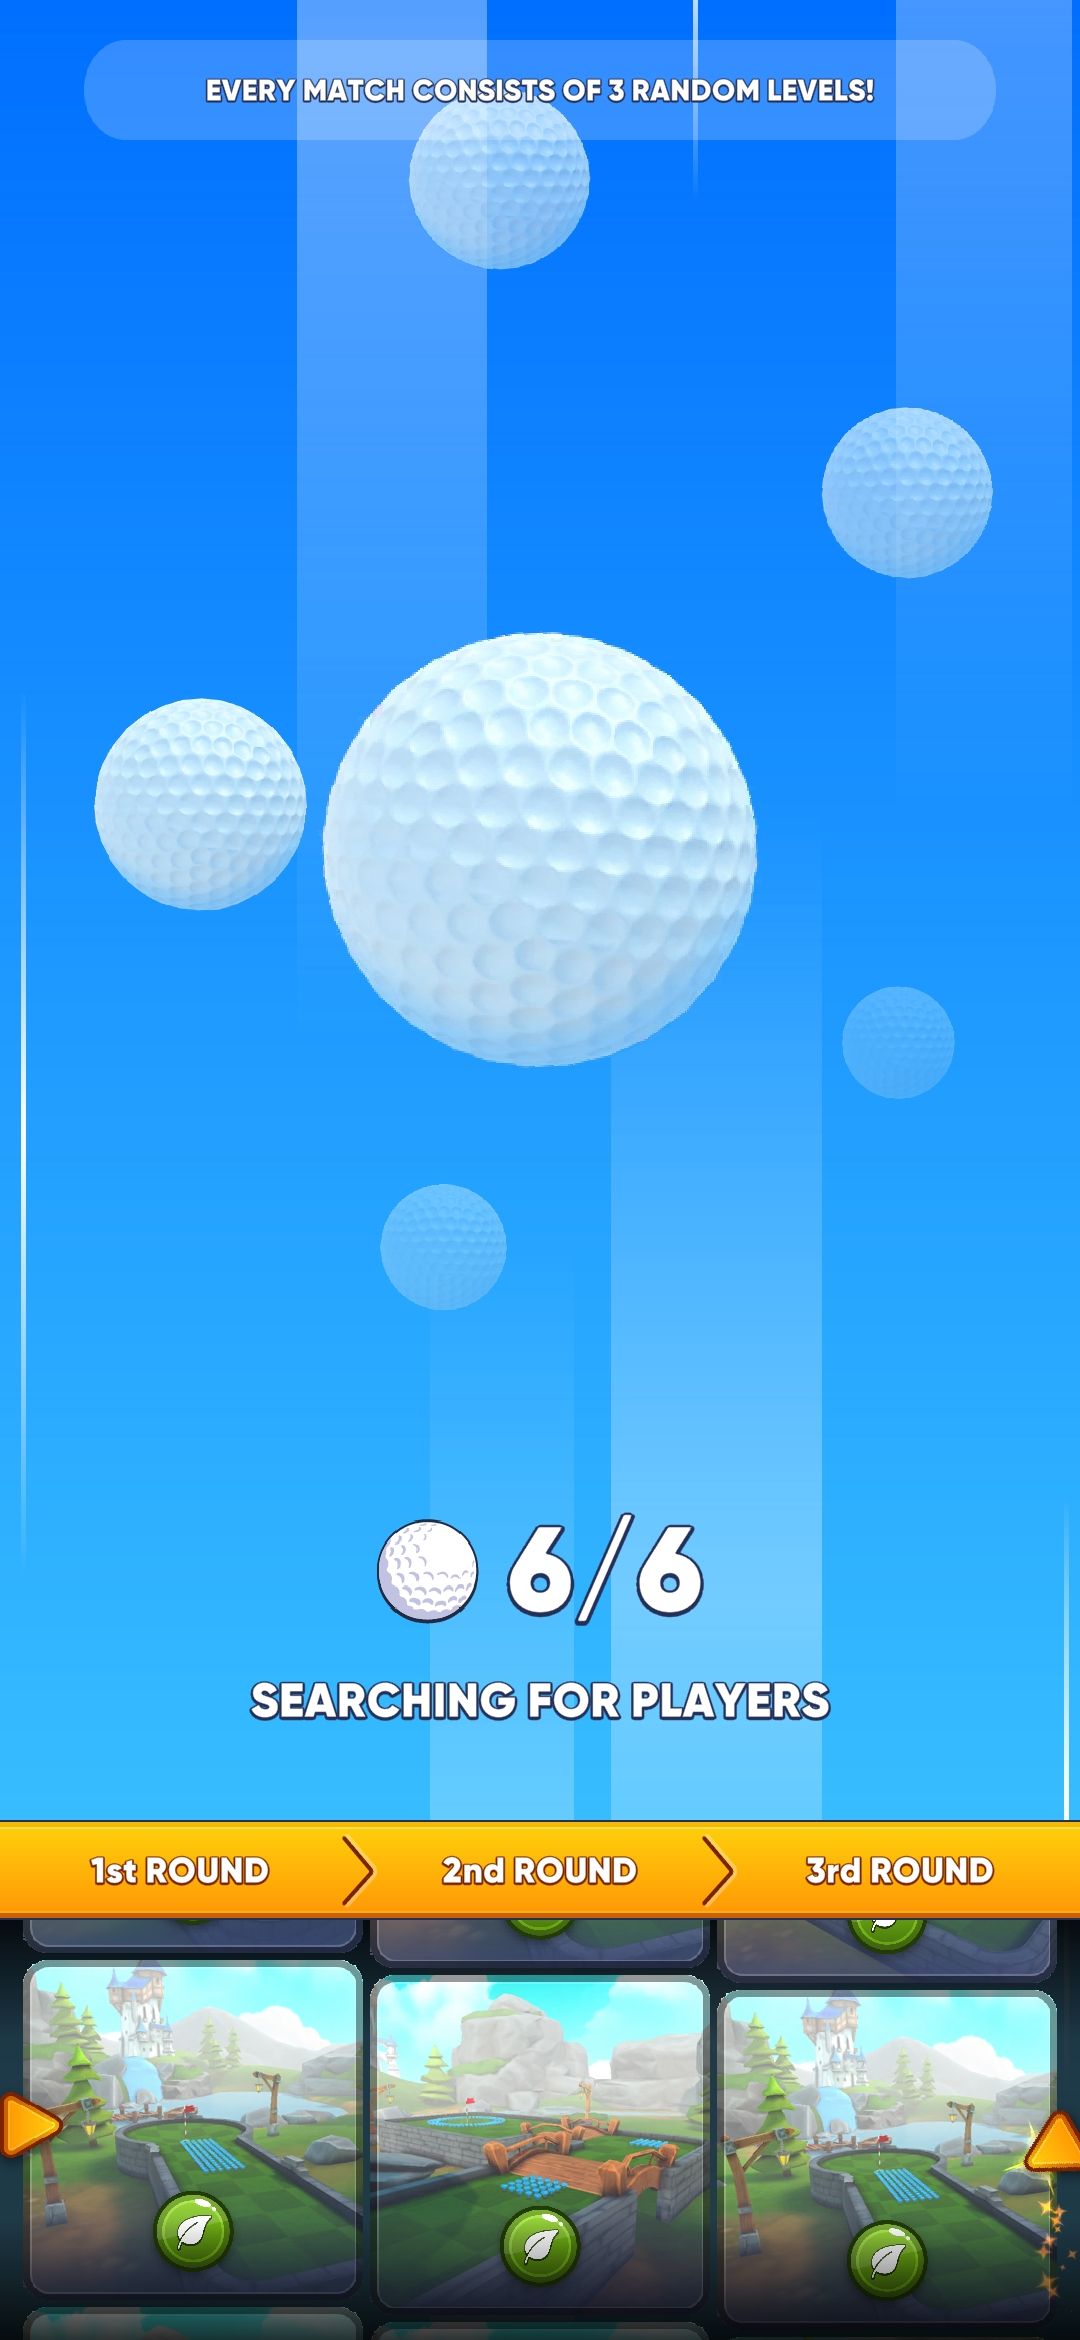 EVERY MATCH CONSISTS OF 3 RANDOM LEVELS!
6/6
SEARCHING FOR PLAYERS
1st ROUND
2nd ROUND
3rd ROUND